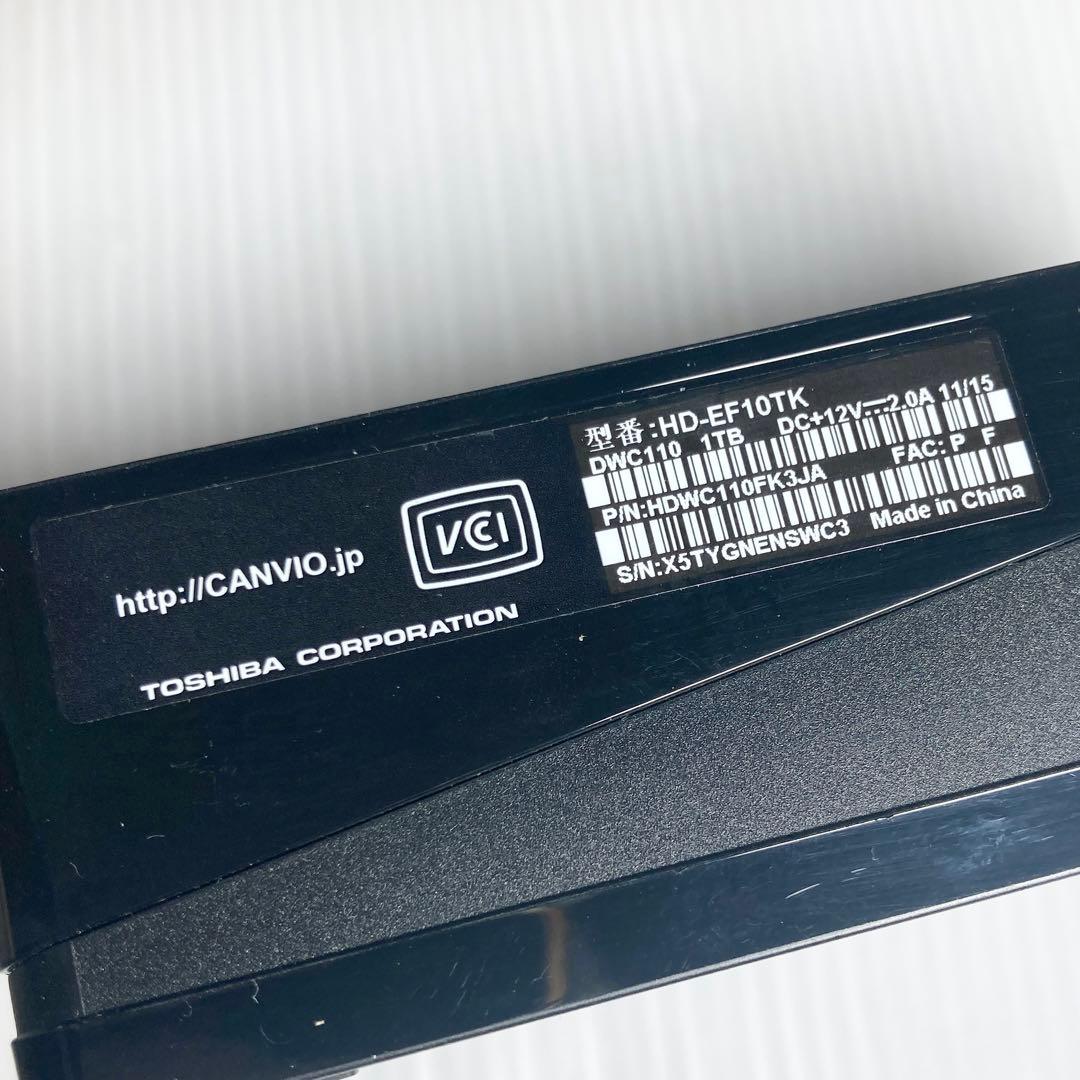 型番:HD-EF10TK
DWC110 1TB DC+12V⎓2.0A 11/15
P/N:HDWC110FK3JA FAC: P F
S/N:X5TYGNENSWC3 Made in China
http://CANVIO.jp
VCCI
TOSHIBA CORPORATION